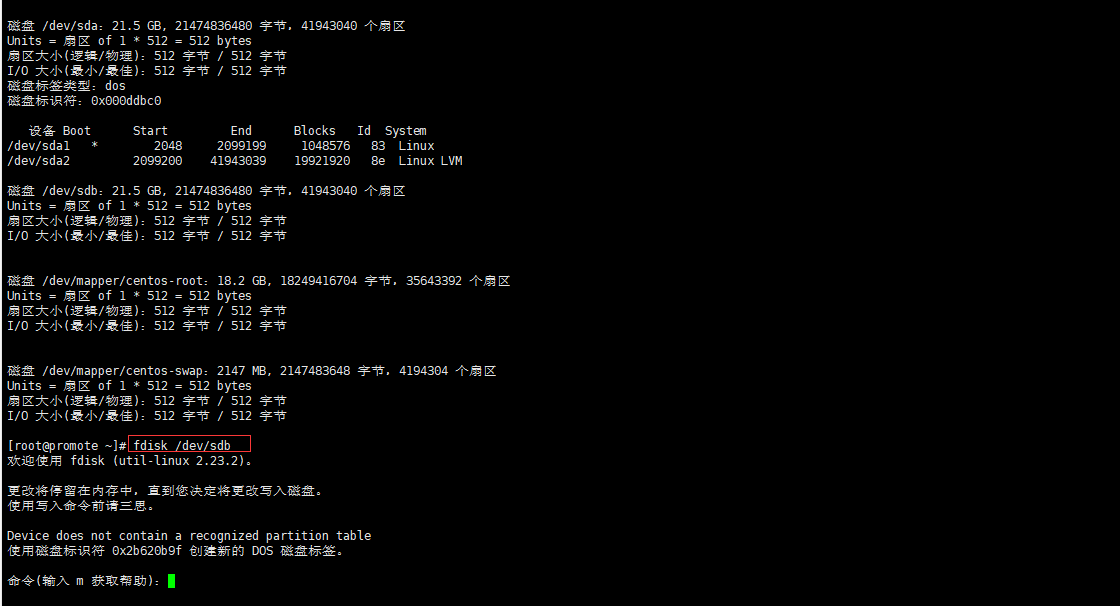 磁盘 /dev/sda：21.5 GB, 21474836480 字节，41943040 个扇区
Units = 扇区 of 1 * 512 = 512 bytes
扇区大小(逻辑/物理)：512 字节 / 512 字节
I/O 大小(最小/最佳)：512 字节 / 512 字节
磁盘标签类型：dos
磁盘标识符：0x000ddbc0
设备 Boot      Start         End      Blocks   Id  System
/dev/sda1   *        2048     2099199     1048576   83  Linux
/dev/sda2         2099200    41943039    19921920   8e  Linux LVM
磁盘 /dev/sdb：21.5 GB, 21474836480 字节，41943040 个扇区
Units = 扇区 of 1 * 512 = 512 bytes
扇区大小(逻辑/物理)：512 字节 / 512 字节
I/O 大小(最小/最佳)：512 字节 / 512 字节
磁盘 /dev/mapper/centos-root：18.2 GB, 18249416704 字节，35643392 个扇区
Units = 扇区 of 1 * 512 = 512 bytes
扇区大小(逻辑/物理)：512 字节 / 512 字节
I/O 大小(最小/最佳)：512 字节 / 512 字节
磁盘 /dev/mapper/centos-swap：2147 MB, 2147483648 字节，4194304 个扇区
Units = 扇区 of 1 * 512 = 512 bytes
扇区大小(逻辑/物理)：512 字节 / 512 字节
I/O 大小(最小/最佳)：512 字节 / 512 字节
[root@promote ~]# fdisk /dev/sdb
欢迎使用 fdisk (util-linux 2.23.2)。
更改将停留在内存中，直到您决定将更改写入磁盘。
使用写入命令前请三思。
Device does not contain a recognized partition table
使用磁盘标识符 0x2b620b9f 创建新的 DOS 磁盘标签。
命令(输入 m 获取帮助)：